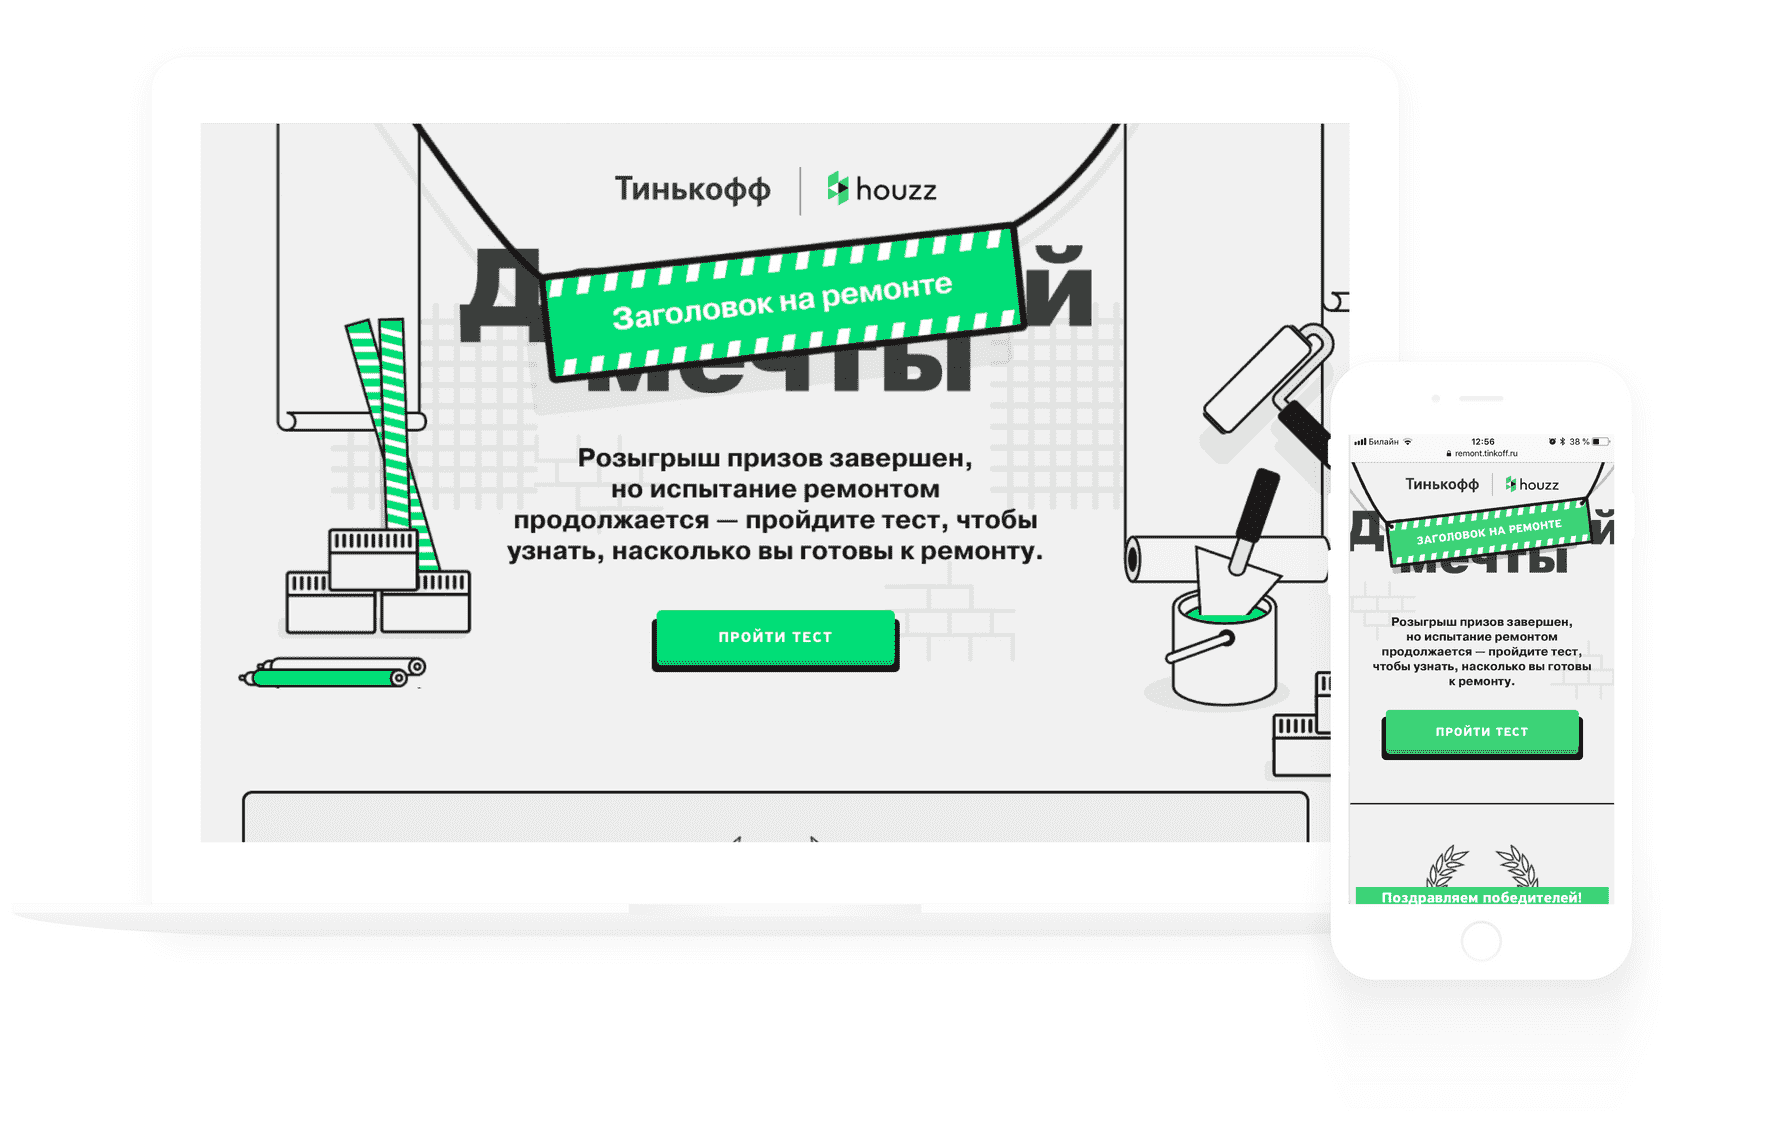 Тинькофф
houzz
Заголовок на ремонте
мечты
Розыгрыш призов завершен,
но испытание ремонтом
продолжается — пройдите тест, чтобы
узнать, насколько вы готовы к ремонту.
ПРОЙТИ ТЕСТ
Билайн 12:56 38 %
remont.tinkoff.ru
Тинькофф
houzz
ЗАГОЛОВОК НА РЕМОНТЕ
мечты
Розыгрыш призов завершен,
но испытание ремонтом
продолжается — пройдите тест,
чтобы узнать, насколько вы готовы
к ремонту.
ПРОЙТИ ТЕСТ
Поздравляем победителей!